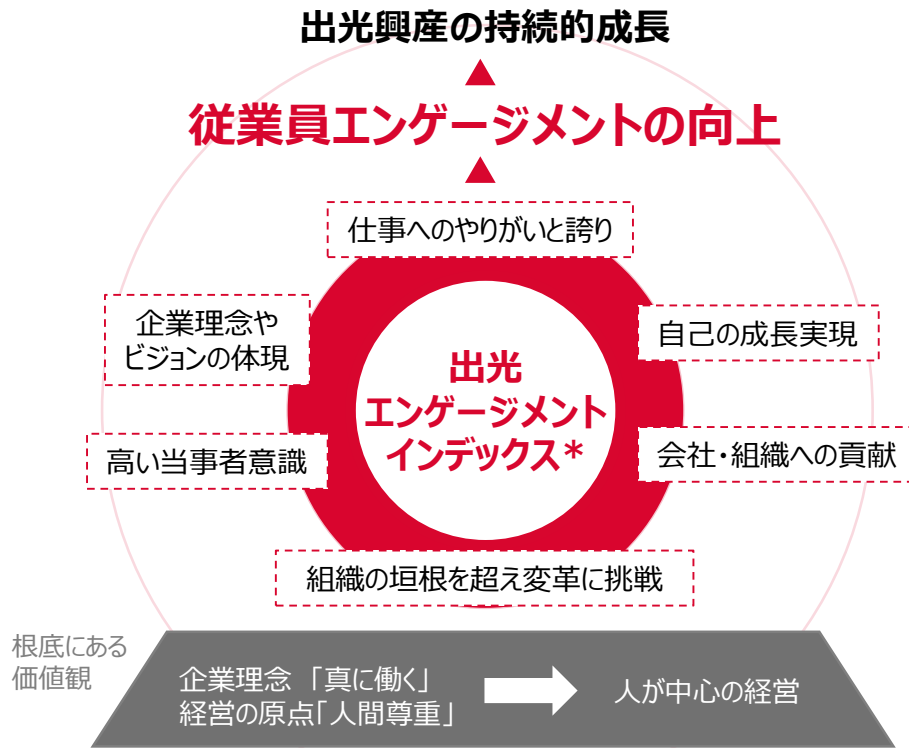 出光興産の持続的成長
従業員エンゲージメントの向上
仕事へのやりがいと誇り
企業理念や
ビジョンの体現
自己の成長実現
出光
エンゲージメント
インデックス*
高い当事者意識
会社・組織への貢献
組織の垣根を超え変革に挑戦
根底にある
価値観
企業理念 「真に働く」
経営の原点「人間尊重」
人が中心の経営